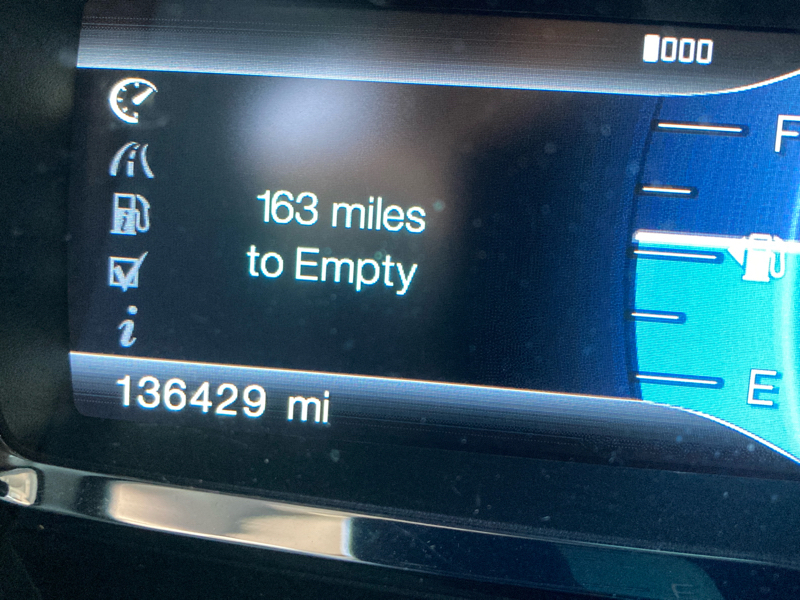 F
163 miles
to Empty
E
136429 mi